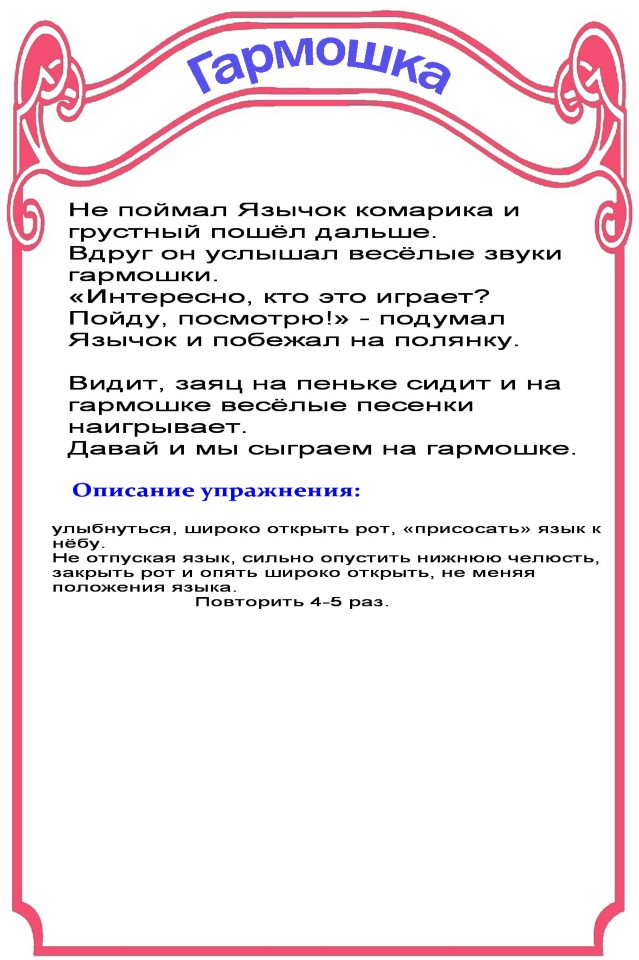 Гармошка
Не поймал Язычок комарика и
грустный пошёл дальше.
Вдруг он услышал весёлые звуки
гармошки.
«Интересно, кто это играет?
Пойду, посмотрю!» - подумал
Язычок и побежал на полянку.
Видит, заяц на пеньке сидит и на
гармошке весёлые песенки
наигрывает.
Давай и мы сыграем на гармошке.
Описание упражнения:
улыбнуться, широко открыть рот, «присосать» язык к
нёбу.
Не отпуская язык, сильно опустить нижнюю челюсть,
закрыть рот и опять широко открыть, не меняя
положения языка.
Повторить 4-5 раз.